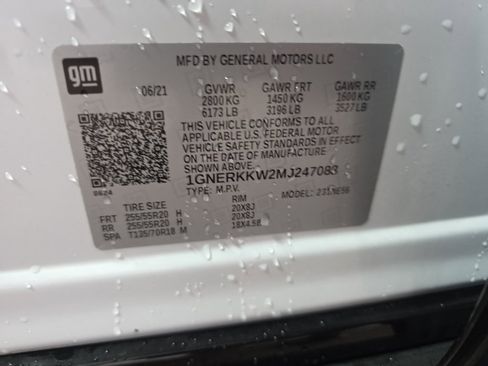 gm
MFD BY GENERAL MOTORS LLC
06/21 GVWR GAWR FRT GAWR RR
2800 KG 1450 KG 1600 KG
6173 LB 3196 LB 3527 LB
THIS VEHICLE CONFORMS TO ALL
APPLICABLE U.S. FEDERAL MOTOR
VEHICLE SAFETY STANDARDS IN EFFECT
ON THE DATE OF MANUFACTURE
SHOWN ABOVE.
1GNERKKW2MJ247083
TYPE: M.P.V. MODEL:
TIRE SIZE RIM
FRT 255/55R20 H 20X8J
RR 255/55R20 H 20X8J
SPA T135/70R18 M 18X4.5B